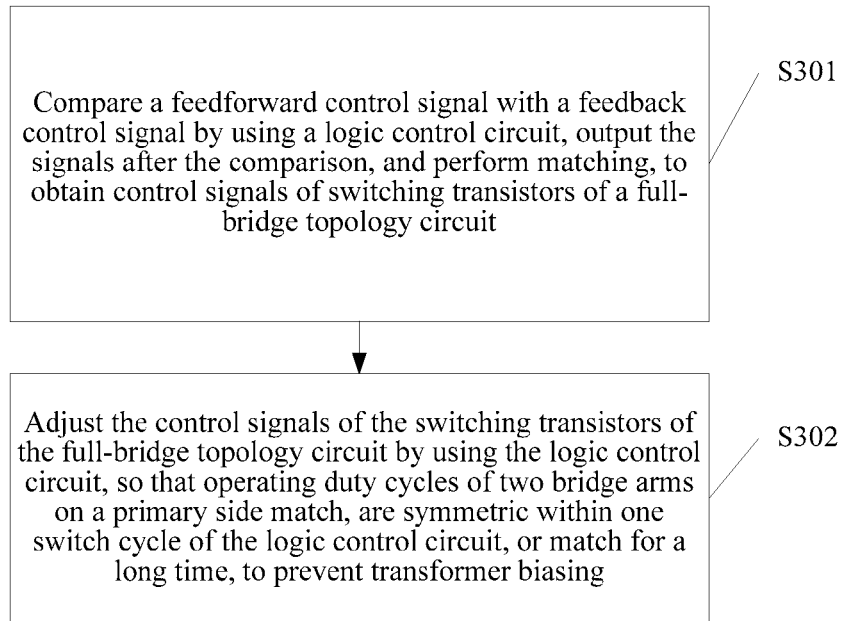 Compare a feedforward control signal with a feedback
control signal by using a logic control circuit, output the
signals after the comparison, and perform matching, to
obtain control signals of switching transistors of a full-
bridge topology circuit
S301
Adjust the control signals of the switching transistors of
the full-bridge topology circuit by using the logic control
circuit, so that operating duty cycles of two bridge arms
on a primary side match, are symmetric within one
switch cycle of the logic control circuit, or match for a
long time, to prevent transformer biasing
S302